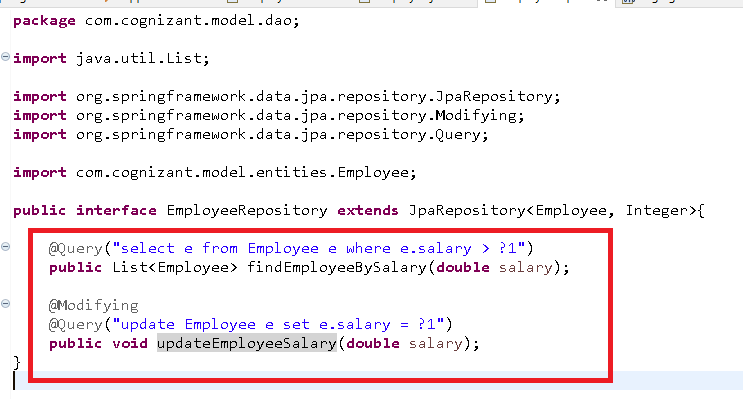 package com.cognizant.model.dao;
import java.util.List;
import org.springframework.data.jpa.repository.JpaRepository;
import org.springframework.data.jpa.repository.Modifying;
import org.springframework.data.jpa.repository.Query;
import com.cognizant.model.entities.Employee;
public interface EmployeeRepository extends JpaRepository<Employee, Integer>{
@Query("select e from Employee e where e.salary > ?1")
public List<Employee> findEmployeeBySalary(double salary);
@Modifying
@Query("update Employee e set e.salary = ?1")
public void updateEmployeeSalary(double salary);
}